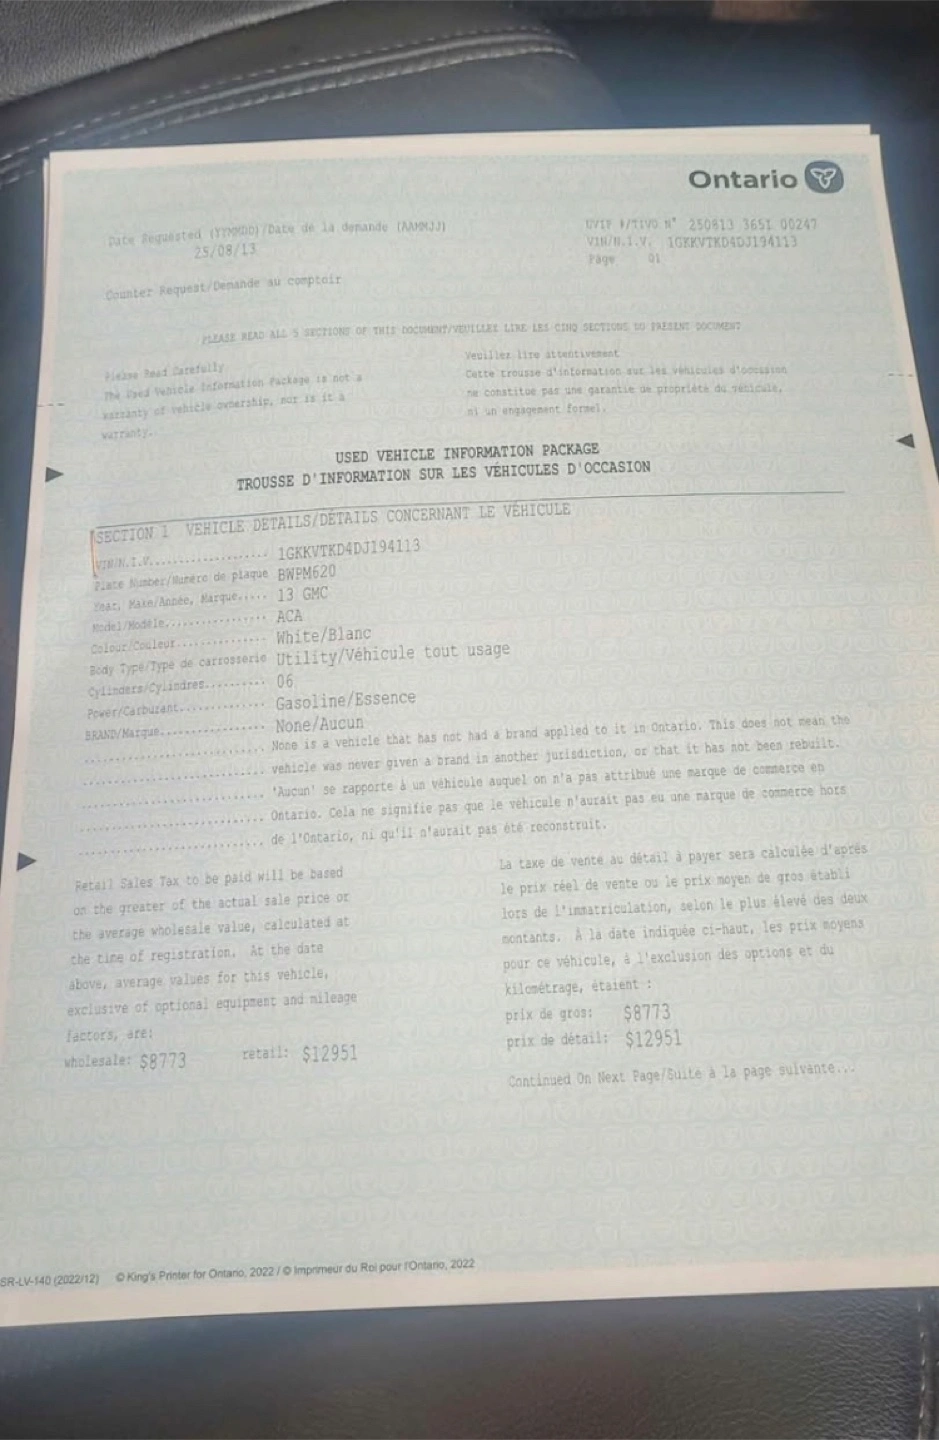 Ontario
Date Requested (YYMMDD)/Date de la demande (AAMMJJ)
25/08/13
UVIP #/TIVO N° 250813 3651 00247
VIN/N.I.V. 1GKKVTKD4DJ194113
Page 01
Counter Request/Demande au comptoir
PLEASE READ ALL 5 SECTIONS OF THIS DOCUMENT/VEUILLEZ LIRE LES CINQ SECTIONS DU PRESENT DOCUMENT
Please Read Carefully
The Used Vehicle Information Package is not a
warranty of vehicle ownership, nor is it a
warranty.
Veuillez lire attentivement
Cette trousse d'information sur les véhicules d'occasion
ne constitue pas une garantie de propriété du véhicule,
ni un engagement formel.
USED VEHICLE INFORMATION PACKAGE
TROUSSE D'INFORMATION SUR LES VÉHICULES D'OCCASION
SECTION 1 VEHICLE DETAILS/DÉTAILS CONCERNANT LE VÉHICULE
VIN/N.I.V.................... 1GKKVTKD4DJ194113
Plate Number/Numéro de plaque BWPM620
Year, Make/Année, Marque..... 13 GMC
Model/Modèle................. ACA
Colour/Couleur............... White/Blanc
Body Type/Type de carrosserie Utility/Véhicule tout usage
Cylinders/Cylindres.......... 06
Power/Carburant.............. Gasoline/Essence
BRAND/Marque................. None/Aucun
............................. None is a vehicle that has not had a brand applied to it in Ontario. This does not mean the
............................. vehicle was never given a brand in another jurisdiction, or that it has not been rebuilt.
............................. 'Aucun' se rapporte à un véhicule auquel on n'a pas attribué une marque de commerce en
............................. Ontario. Cela ne signifie pas que le véhicule n'aurait pas eu une marque de commerce hors
............................. de l'Ontario, ni qu'il n'aurait pas été reconstruit.
Retail Sales Tax to be paid will be based
on the greater of the actual sale price or
the average wholesale value, calculated at
the time of registration. At the date
above, average values for this vehicle,
exclusive of optional equipment and mileage
factors, are:
wholesale: $8773 retail: $12951
La taxe de vente au détail à payer sera calculée d'après
le prix réel de vente ou le prix moyen de gros établi
lors de l'immatriculation, selon le plus élevé des deux
montants. À la date indiquée ci-haut, les prix moyens
pour ce véhicule, à l'exclusion des options et du
kilométrage, étaient :
prix de gros: $8773
prix de détail: $12951
Continued On Next Page/Suite à la page suivante...
SR-LV-140 (2022/12) © King's Printer for Ontario, 2022 / © Imprimeur du Roi pour l'Ontario, 2022